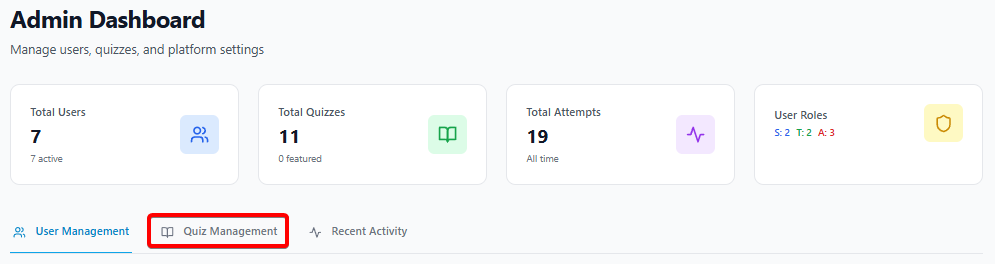 Admin Dashboard
Manage users, quizzes, and platform settings
Total Users
7
7 active
Total Quizzes
11
0 featured
Total Attempts
19
All time
User Roles
S: 2 T: 2 A: 3
User Management Quiz Management Recent Activity